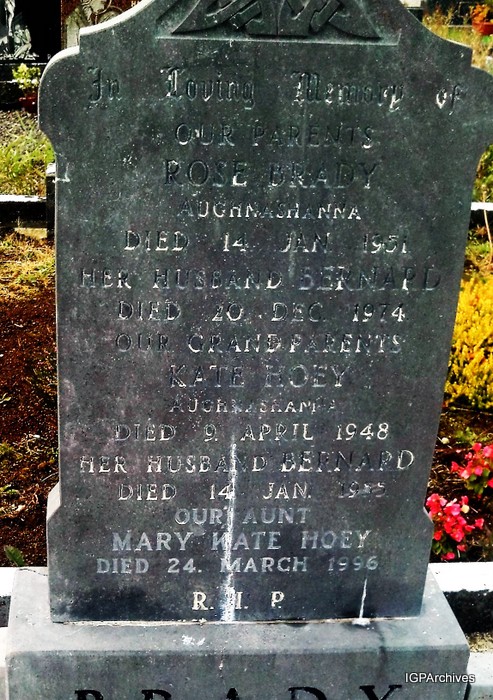 In Loving Memory of
OUR PARENTS
ROSE BRADY
AUGHNASHANNA
DIED 14 JAN 1951
HER HUSBAND BERNARD
DIED 20 DEC 1974
OUR GRANDPARENTS
KATE HOEY
DIED 9 APRIL 1948
HER HUSBAND BERNARD
DIED 14 JAN
OUR AUNT
MARY KATE HOEY
DIED 24. MARCH 1996
R. I. P.
BRADY
IGPArchives